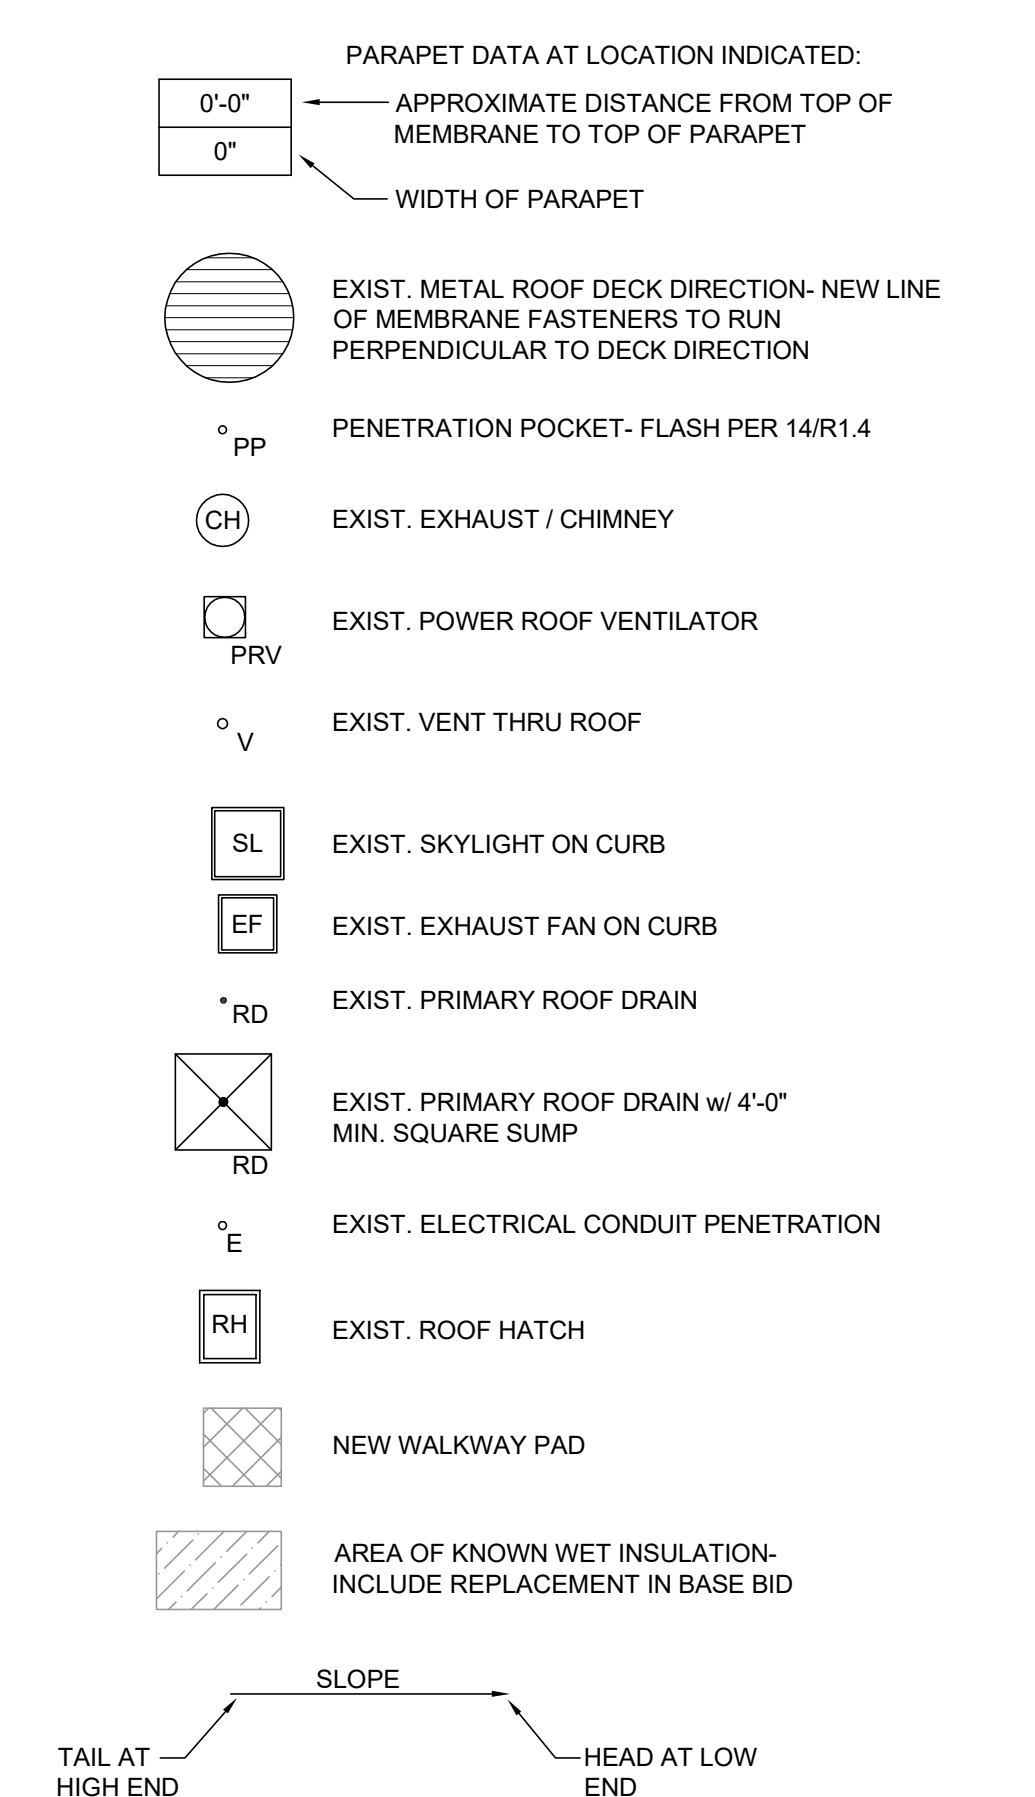 PARAPET DATA AT LOCATION INDICATED:
0'-0"
APPROXIMATE DISTANCE FROM TOP OF
MEMBRANE TO TOP OF PARAPET
0"
WIDTH OF PARAPET
EXIST. METAL ROOF DECK DIRECTION- NEW LINE
OF MEMBRANE FASTENERS TO RUN
PERPENDICULAR TO DECK DIRECTION
PP
PENETRATION POCKET- FLASH PER 14/R1.4
CH
EXIST. EXHAUST / CHIMNEY
PRV
EXIST. POWER ROOF VENTILATOR
V
EXIST. VENT THRU ROOF
SL
EXIST. SKYLIGHT ON CURB
EF
EXIST. EXHAUST FAN ON CURB
RD
EXIST. PRIMARY ROOF DRAIN
EXIST. PRIMARY ROOF DRAIN w/ 4'-0"
MIN. SQUARE SUMP
RD
E
EXIST. ELECTRICAL CONDUIT PENETRATION
RH
EXIST. ROOF HATCH
NEW WALKWAY PAD
AREA OF KNOWN WET INSULATION-
INCLUDE REPLACEMENT IN BASE BID
SLOPE
TAIL AT
HIGH END
HEAD AT LOW
END